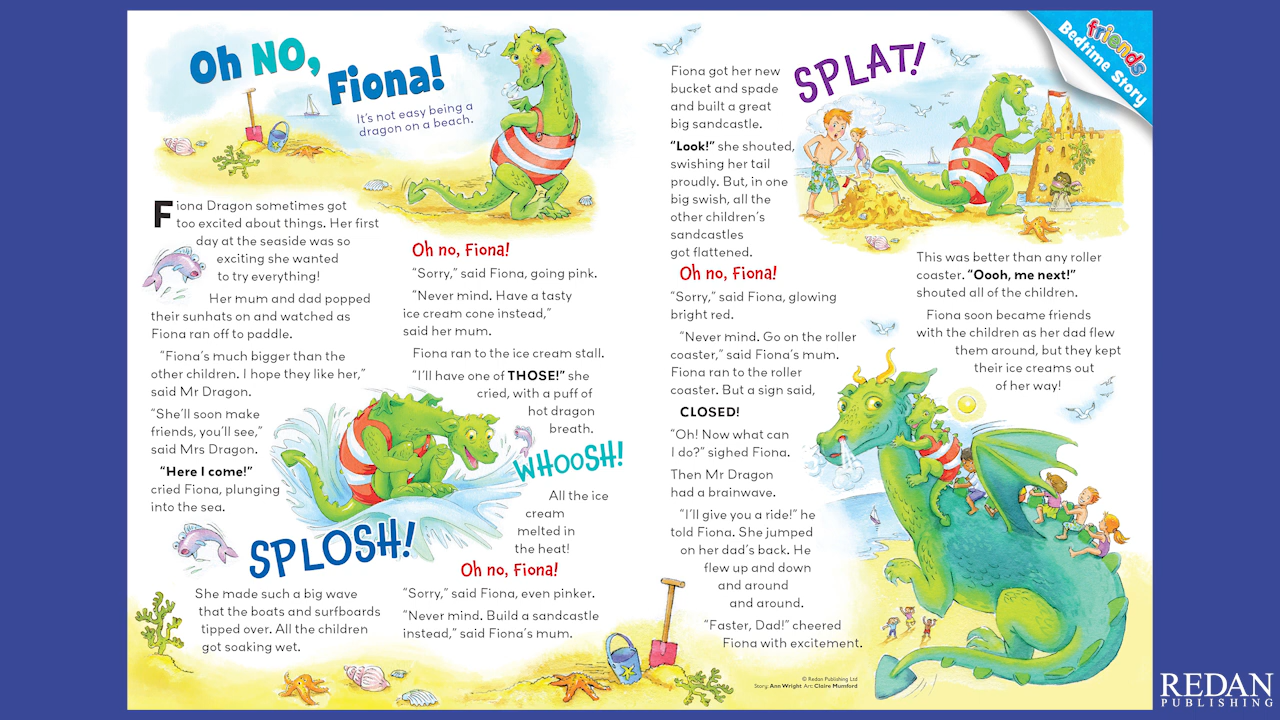 Oh NO,
Fiona!
It's not easy being a
dragon on a beach.
Fiona Dragon sometimes got
too excited about things. Her first
day at the seaside was so
exciting she wanted
to try everything!
Her mum and dad popped
their sunhats on and watched as
Fiona ran off to paddle.
"Fiona's much bigger than the
other children. I hope they like her,"
said Mr Dragon.
"She'll soon make
friends, you'll see,"
said Mrs Dragon.
"Here I come!"
cried Fiona, plunging
into the sea.
SPLOSH!
She made such a big wave
that the boats and surfboards
tipped over. All the children
got soaking wet.
Oh no, Fiona!
"Sorry," said Fiona, going pink.
"Never mind. Have a tasty
ice cream cone instead,"
said her mum.
Fiona ran to the ice cream stall.
"I'll have one of THOSE!" she
cried, with a puff of
hot dragon
breath.
WHOOSH!
All the ice
cream
melted in
the heat!
Oh no, Fiona!
"Sorry," said Fiona, even pinker.
"Never mind. Build a sandcastle
instead," said Fiona's mum.
Fiona got her new
bucket and spade
and built a great
big sandcastle.
"Look!" she shouted,
swishing her tail
proudly. But, in one
big swish, all the
other children's
sandcastles
got flattened.
SPLAT!
Oh no, Fiona!
"Sorry," said Fiona, glowing
bright red.
"Never mind. Go on the roller
coaster," said Fiona's mum.
Fiona ran to the roller
coaster. But a sign said,
CLOSED!
"Oh! Now what can
I do?" sighed Fiona.
Then Mr Dragon
had a brainwave.
"I'll give you a ride!" he
told Fiona. She jumped
on her dad's back. He
flew up and down
and around
and around.
"Faster, Dad!" cheered
Fiona with excitement.
This was better than any roller
coaster. "Oooh, me next!"
shouted all of the children.
Fiona soon became friends
with the children as her dad flew
them around, but they kept
their ice creams out
of her way!
friends
Bedtime Story
© Redan Publishing Ltd
Story: Ann Wright Art: Claire Mumford
REDAN
PUBLISHING